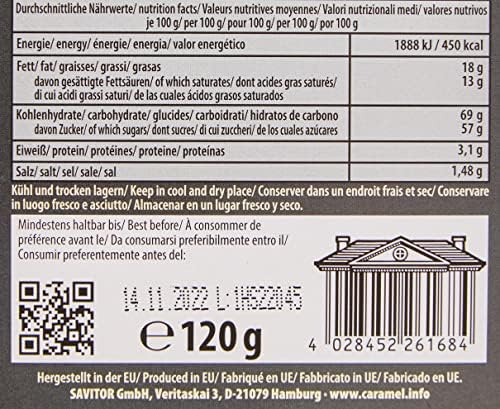 Durchschnittliche Nährwerte/ nutrition facts/ Valeurs nutritives moyennes/ Valori nutrizionali medi/ valores nutrivos
je 100 g/ per 100 g/ pour 100 g/ per 100 g/ por 100 g
Energie/ energy/ énergie/ energia/ valor energético 1888 kJ / 450 kcal
Fett/ fat/ graisses/ grassi/ grasas 18 g
davon gesättigte Fettsäuren/ of which saturates/ dont acides gras saturés/ 13 g
di cui acidi grassi saturi/ de las cuales ácidos grasos saturados
Kohlenhydrate/ carbohydrate/ glucides/ carboidrati/ hidratos de carbono 69 g
davon Zucker/ of which sugars/ dont sucres/ di cui zuccheri/ de los cuales azúcares 57 g
Eiweiß/ protein/ protéines/ proteine/ proteínas 3,1 g
Salz/ salt/ sel/ sale/ sal 1,48 g
Kühl und trocken lagern/ Keep in cool and dry place/ Conserver dans un endroit frais et sec/ Conservare
in luogo fresco e asciutto/ Almacenar en un lugar fresco y seco.
Mindestens haltbar bis/ Best before/ À consommer de
préférence avant le/ Da consumarsi preferibilmente entro il/
Consumir preferentemente antes del:
14.11.2022 L:1HS22045
℮ 120 g
4 028452 261684
Hergestellt in der EU/ Produced in EU/ Fabriqué en UE/ Fabbricato in UE/ Fabricado en UE.
SAVITOR GmbH, Veritaskai 3, D-21079 Hamburg · www.caramel.info